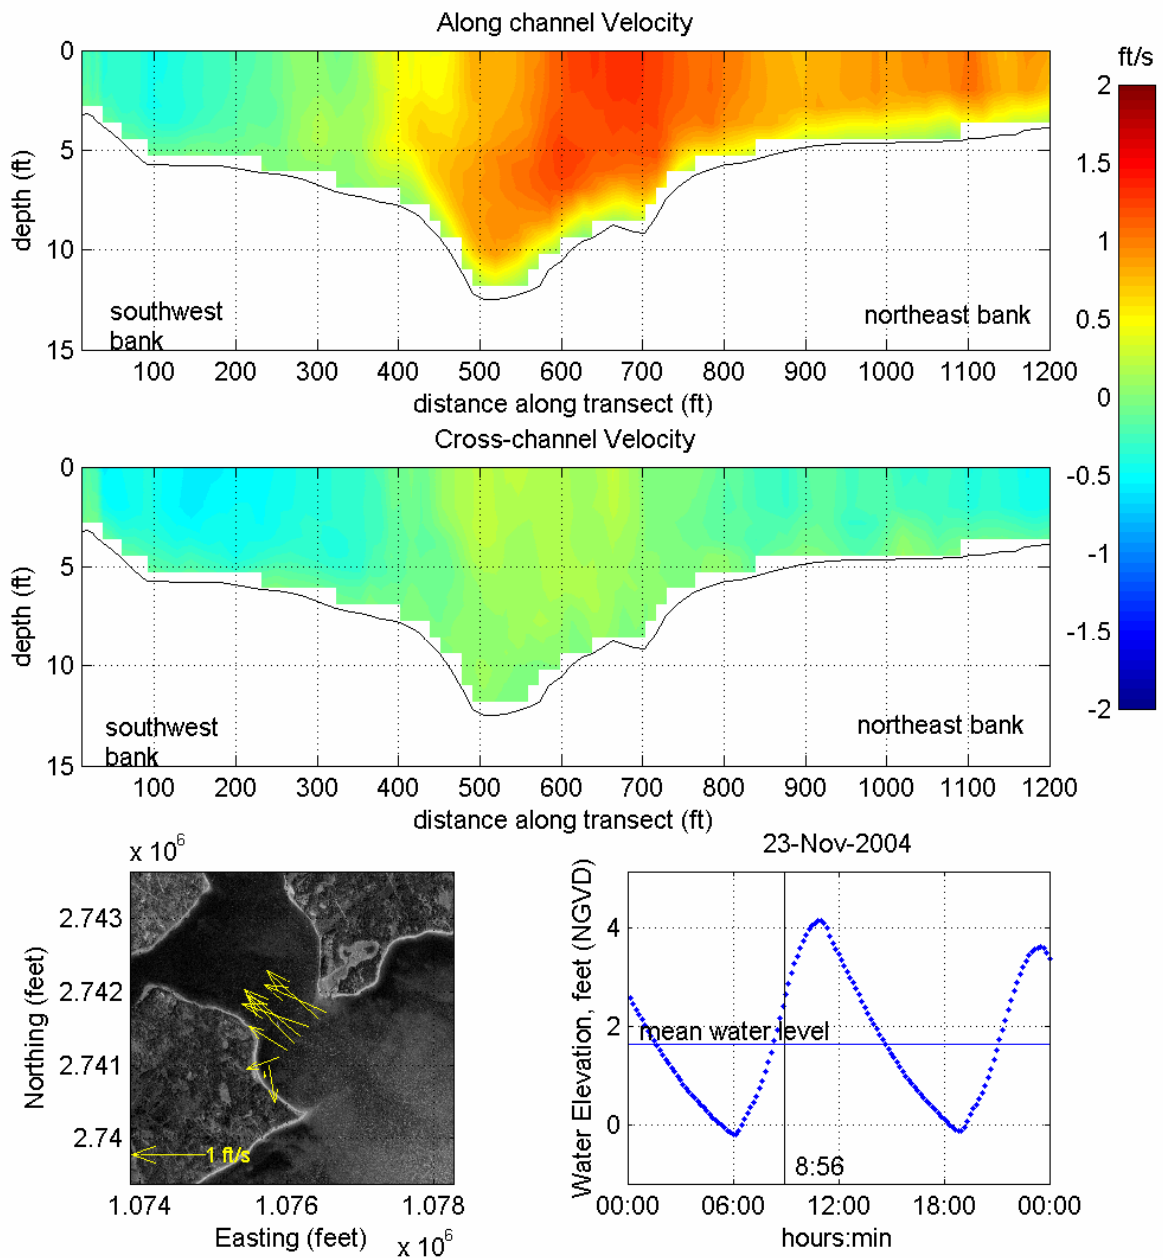 Along channel Velocity
0
5
10
15
depth (ft)
southwest
bank
northeast bank
100 200 300 400 500 600 700 800 900 1000 1100 1200
distance along transect (ft)
ft/s
2
1.5
1
0.5
0
-0.5
-1
-1.5
-2
Cross-channel Velocity
0
5
10
15
depth (ft)
southwest
bank
northeast bank
100 200 300 400 500 600 700 800 900 1000 1100 1200
distance along transect (ft)
x 10^6
2.743
2.742
2.741
2.74
Northing (feet)
1 ft/s
1.074 1.076 1.078
Easting (feet)
x 10^6
23-Nov-2004
Water Elevation, feet (NGVD)
4
2
0
mean water level
8:56
00:00 06:00 12:00 18:00 00:00
hours:min